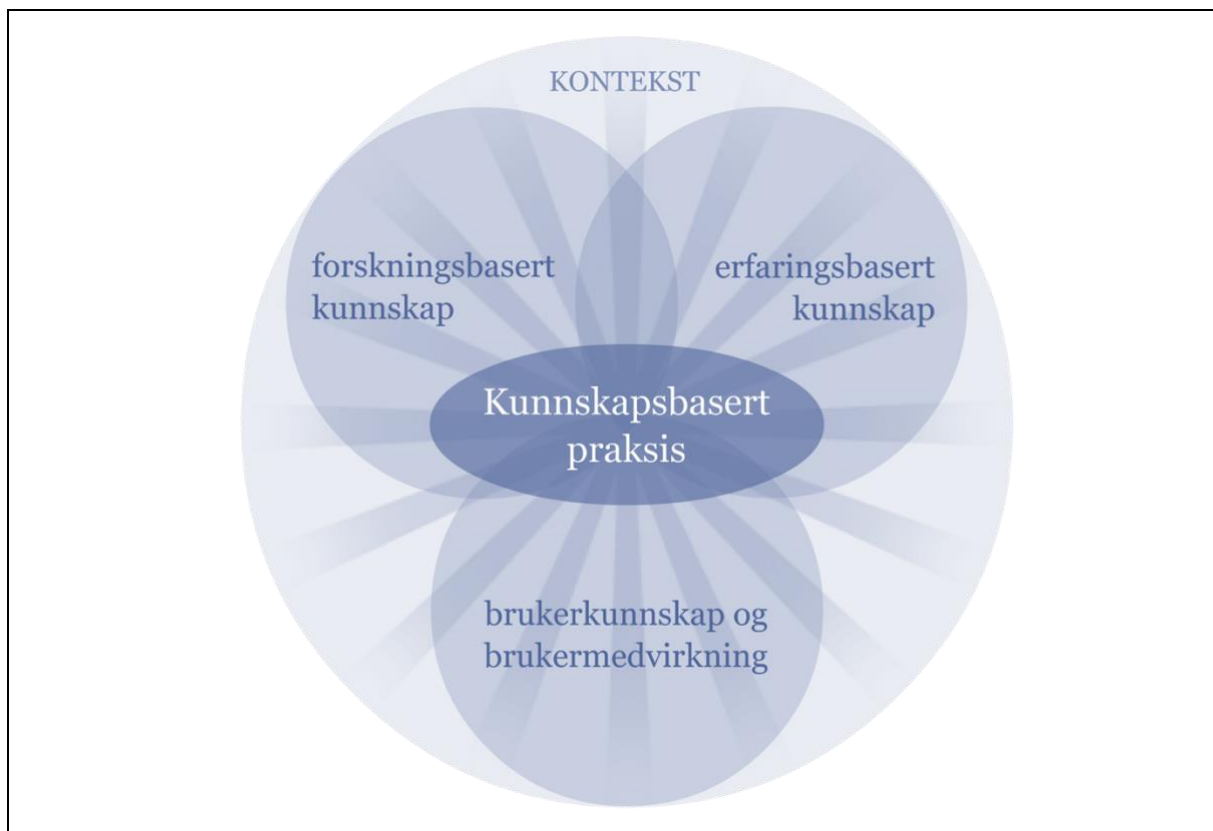 KONTEKST
forskningsbasert
kunnskap
erfaringsbasert
kunnskap
Kunnskapsbasert
praksis
brukerkunnskap og
brukermedvirkning